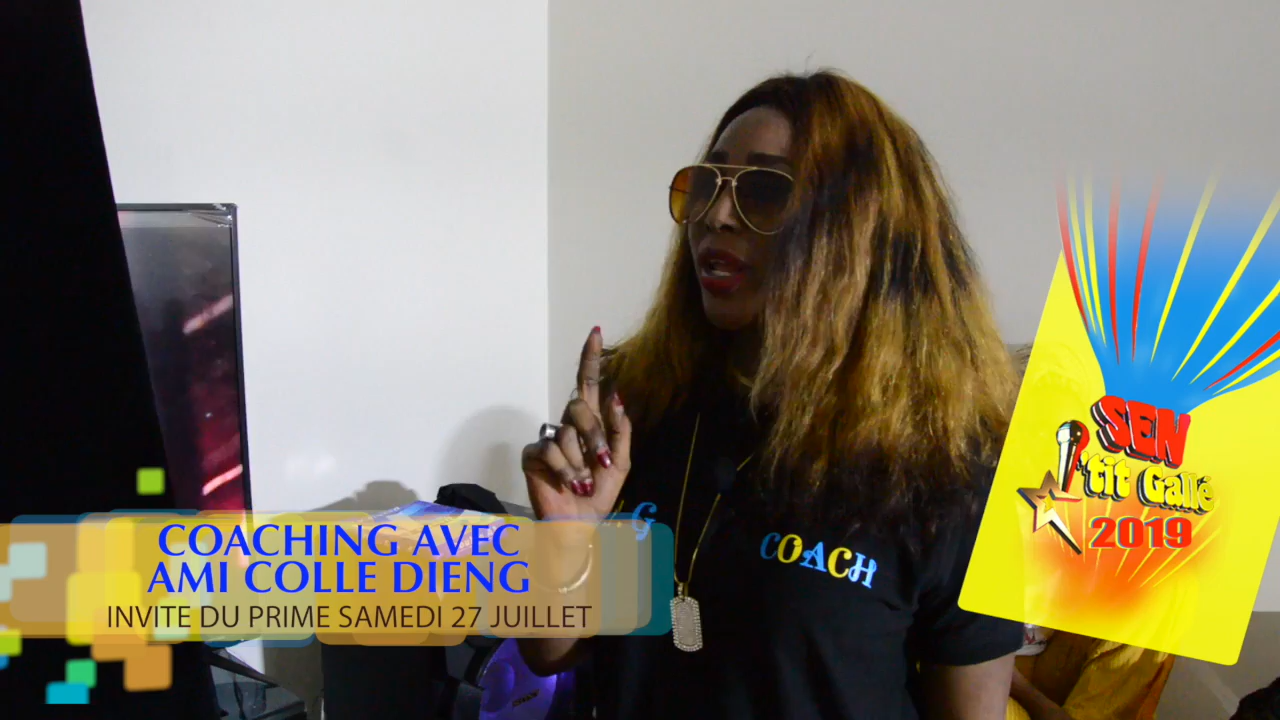 COACHING AVEC
AMI COLLE DIENG
INVITE DU PRIME SAMEDI 27 JUILLET
COACH
SEN
P'tit Gallé
2019